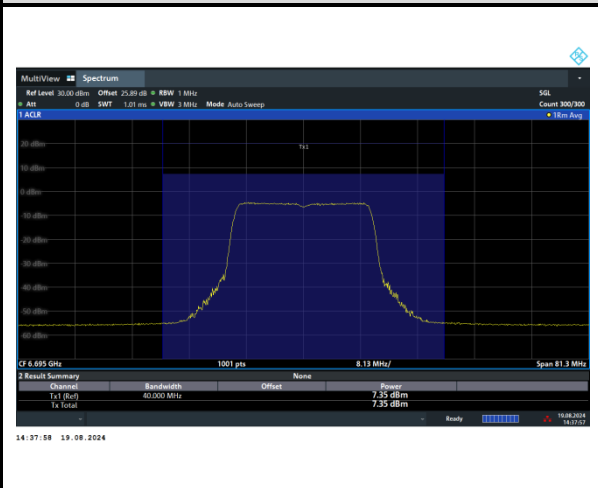 MultiView Spectrum
Ref Level 30.00 dBm Offset 25.89 dB RBW 1 MHz SGL
Att 0 dB SWT 1.01 ms VBW 3 MHz Mode Auto Sweep Count 300/300
1 ACLR 1Rm Avg
20 dBm
Tx1
10 dBm
0 dBm
-10 dBm
-20 dBm
-30 dBm
-40 dBm
-50 dBm
-60 dBm
CF 6.695 GHz 1001 pts 8.13 MHz/ Span 81.3 MHz
2 Result Summary None
Channel Bandwidth Offset Power
Tx1 (Ref) 40.000 MHz 7.35 dBm
Tx Total 7.35 dBm
Ready 19.08.2024
14:37:57
14:37:58 19.08.2024